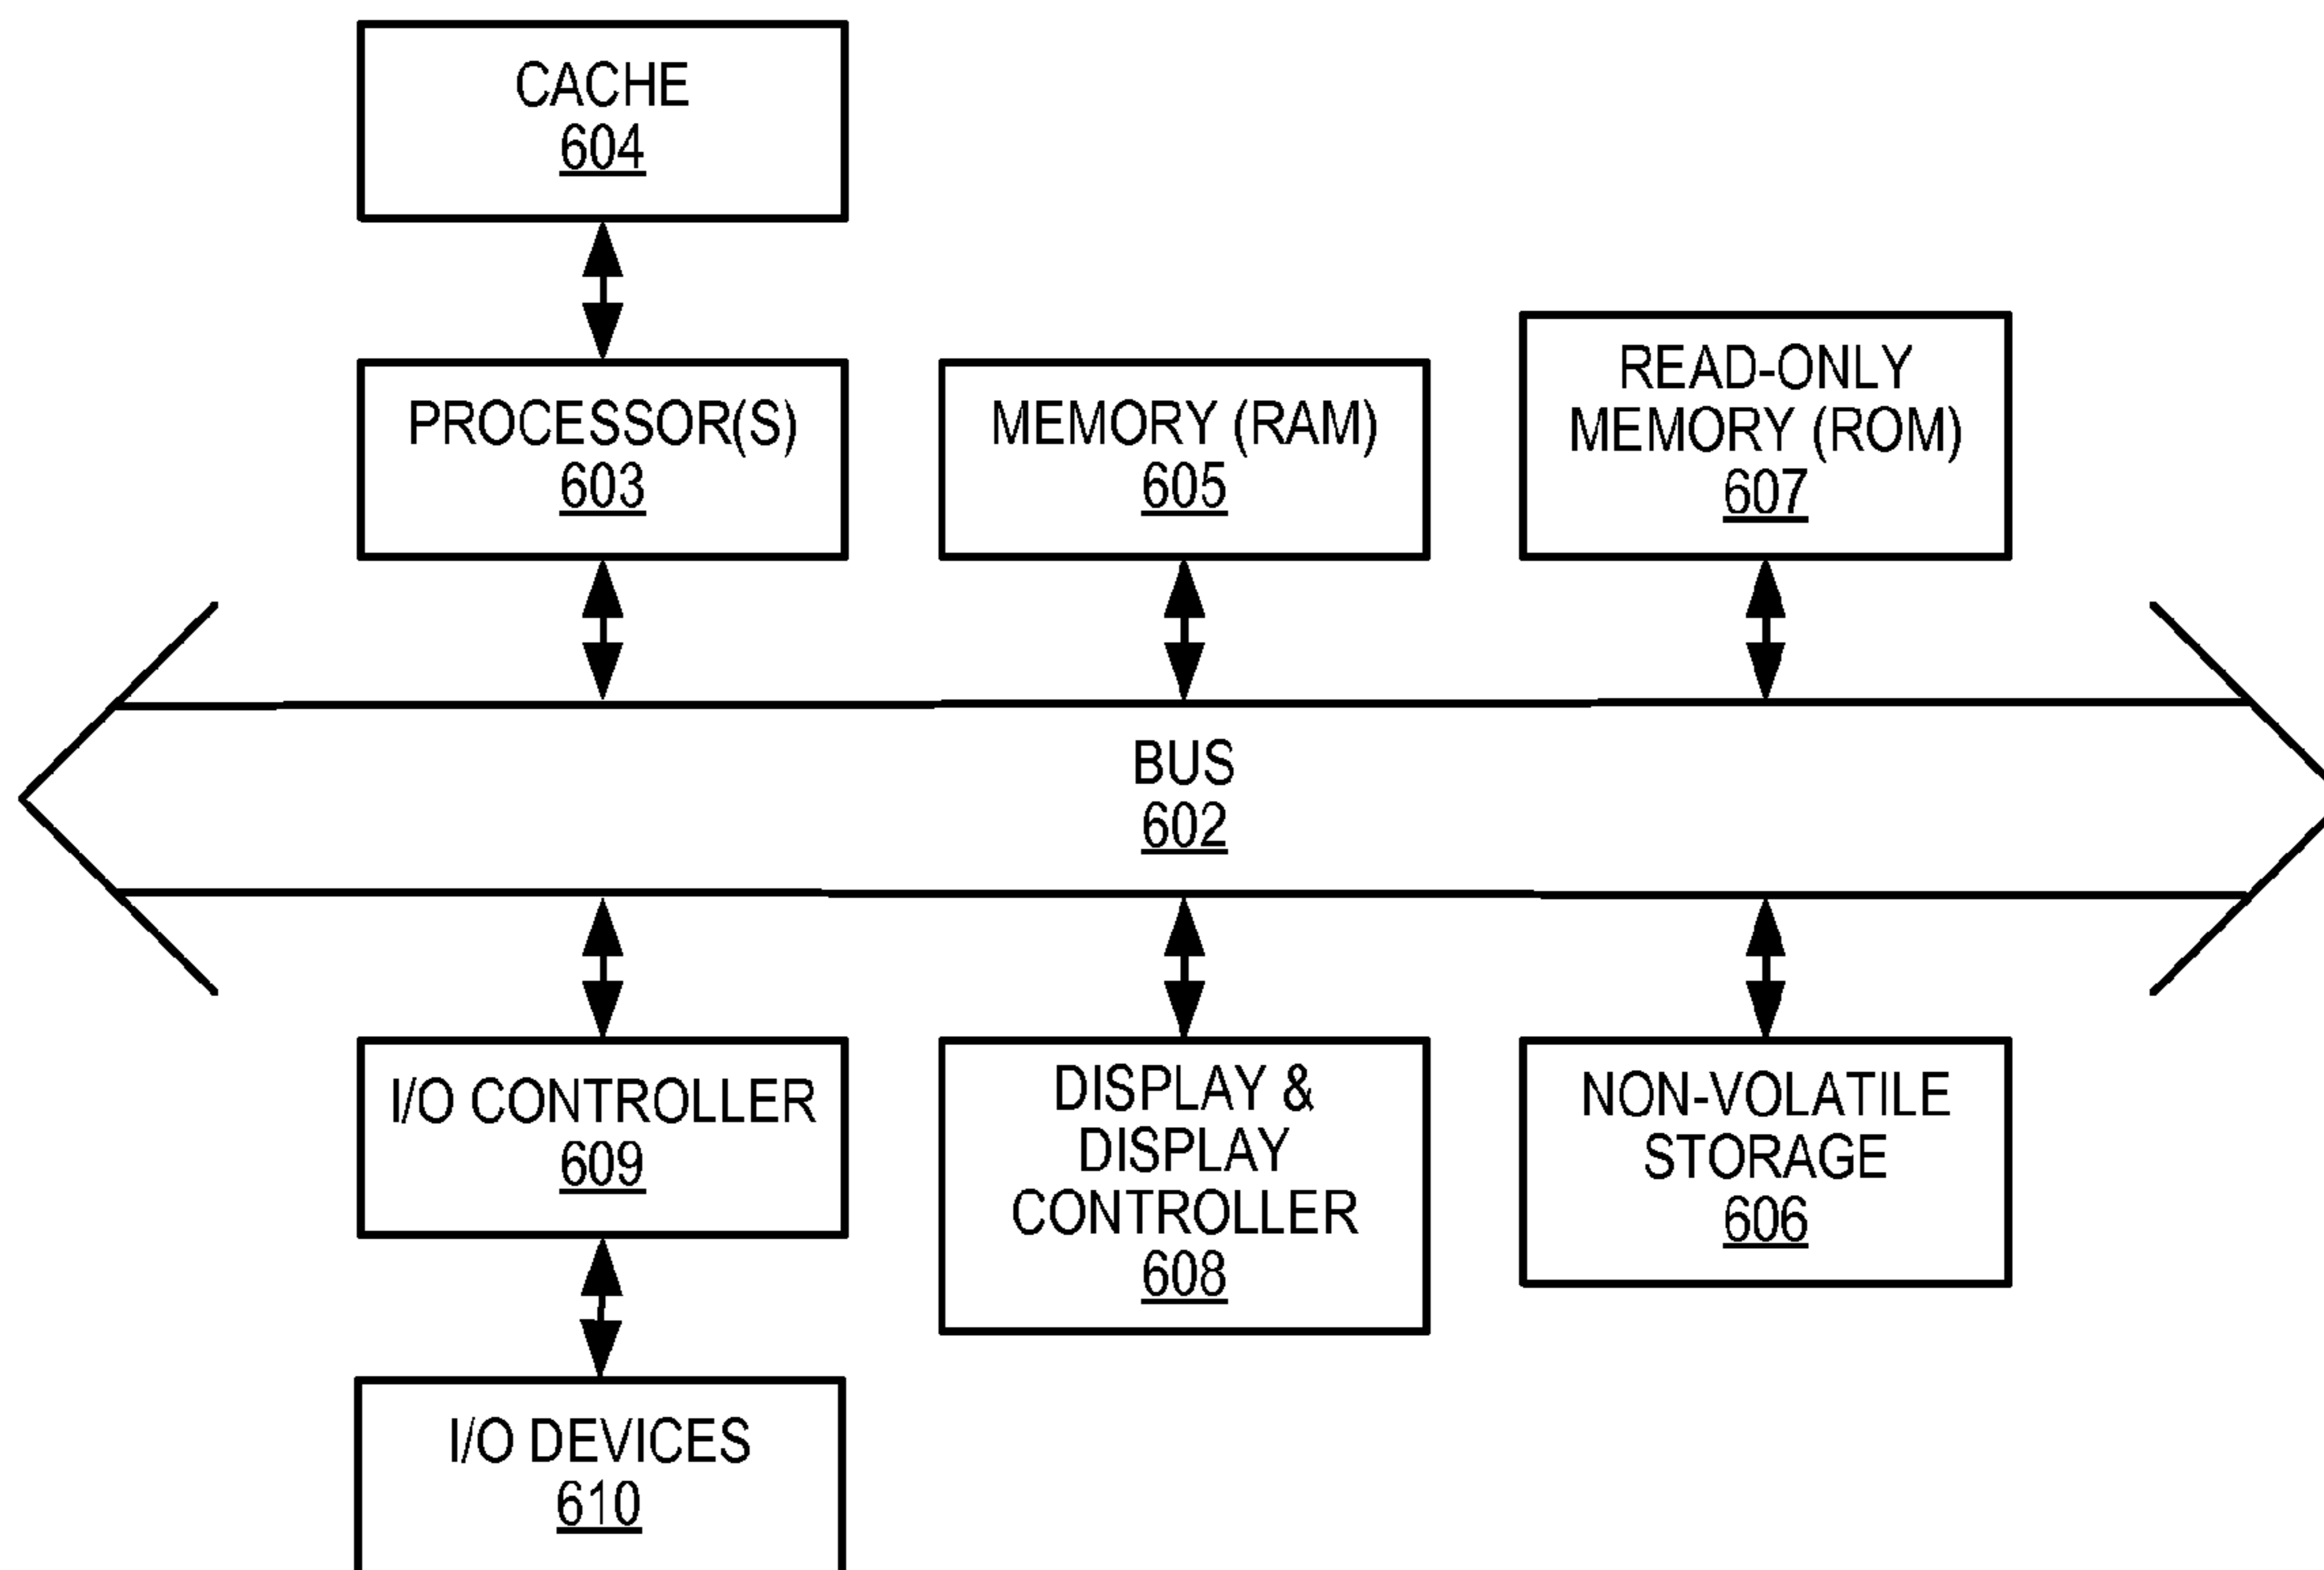 CACHE
604
PROCESSOR(S)
603
MEMORY (RAM)
605
READ-ONLY
MEMORY (ROM)
607
BUS
602
I/O CONTROLLER
609
DISPLAY &
DISPLAY
CONTROLLER
608
NON-VOLATILE
STORAGE
606
I/O DEVICES
610